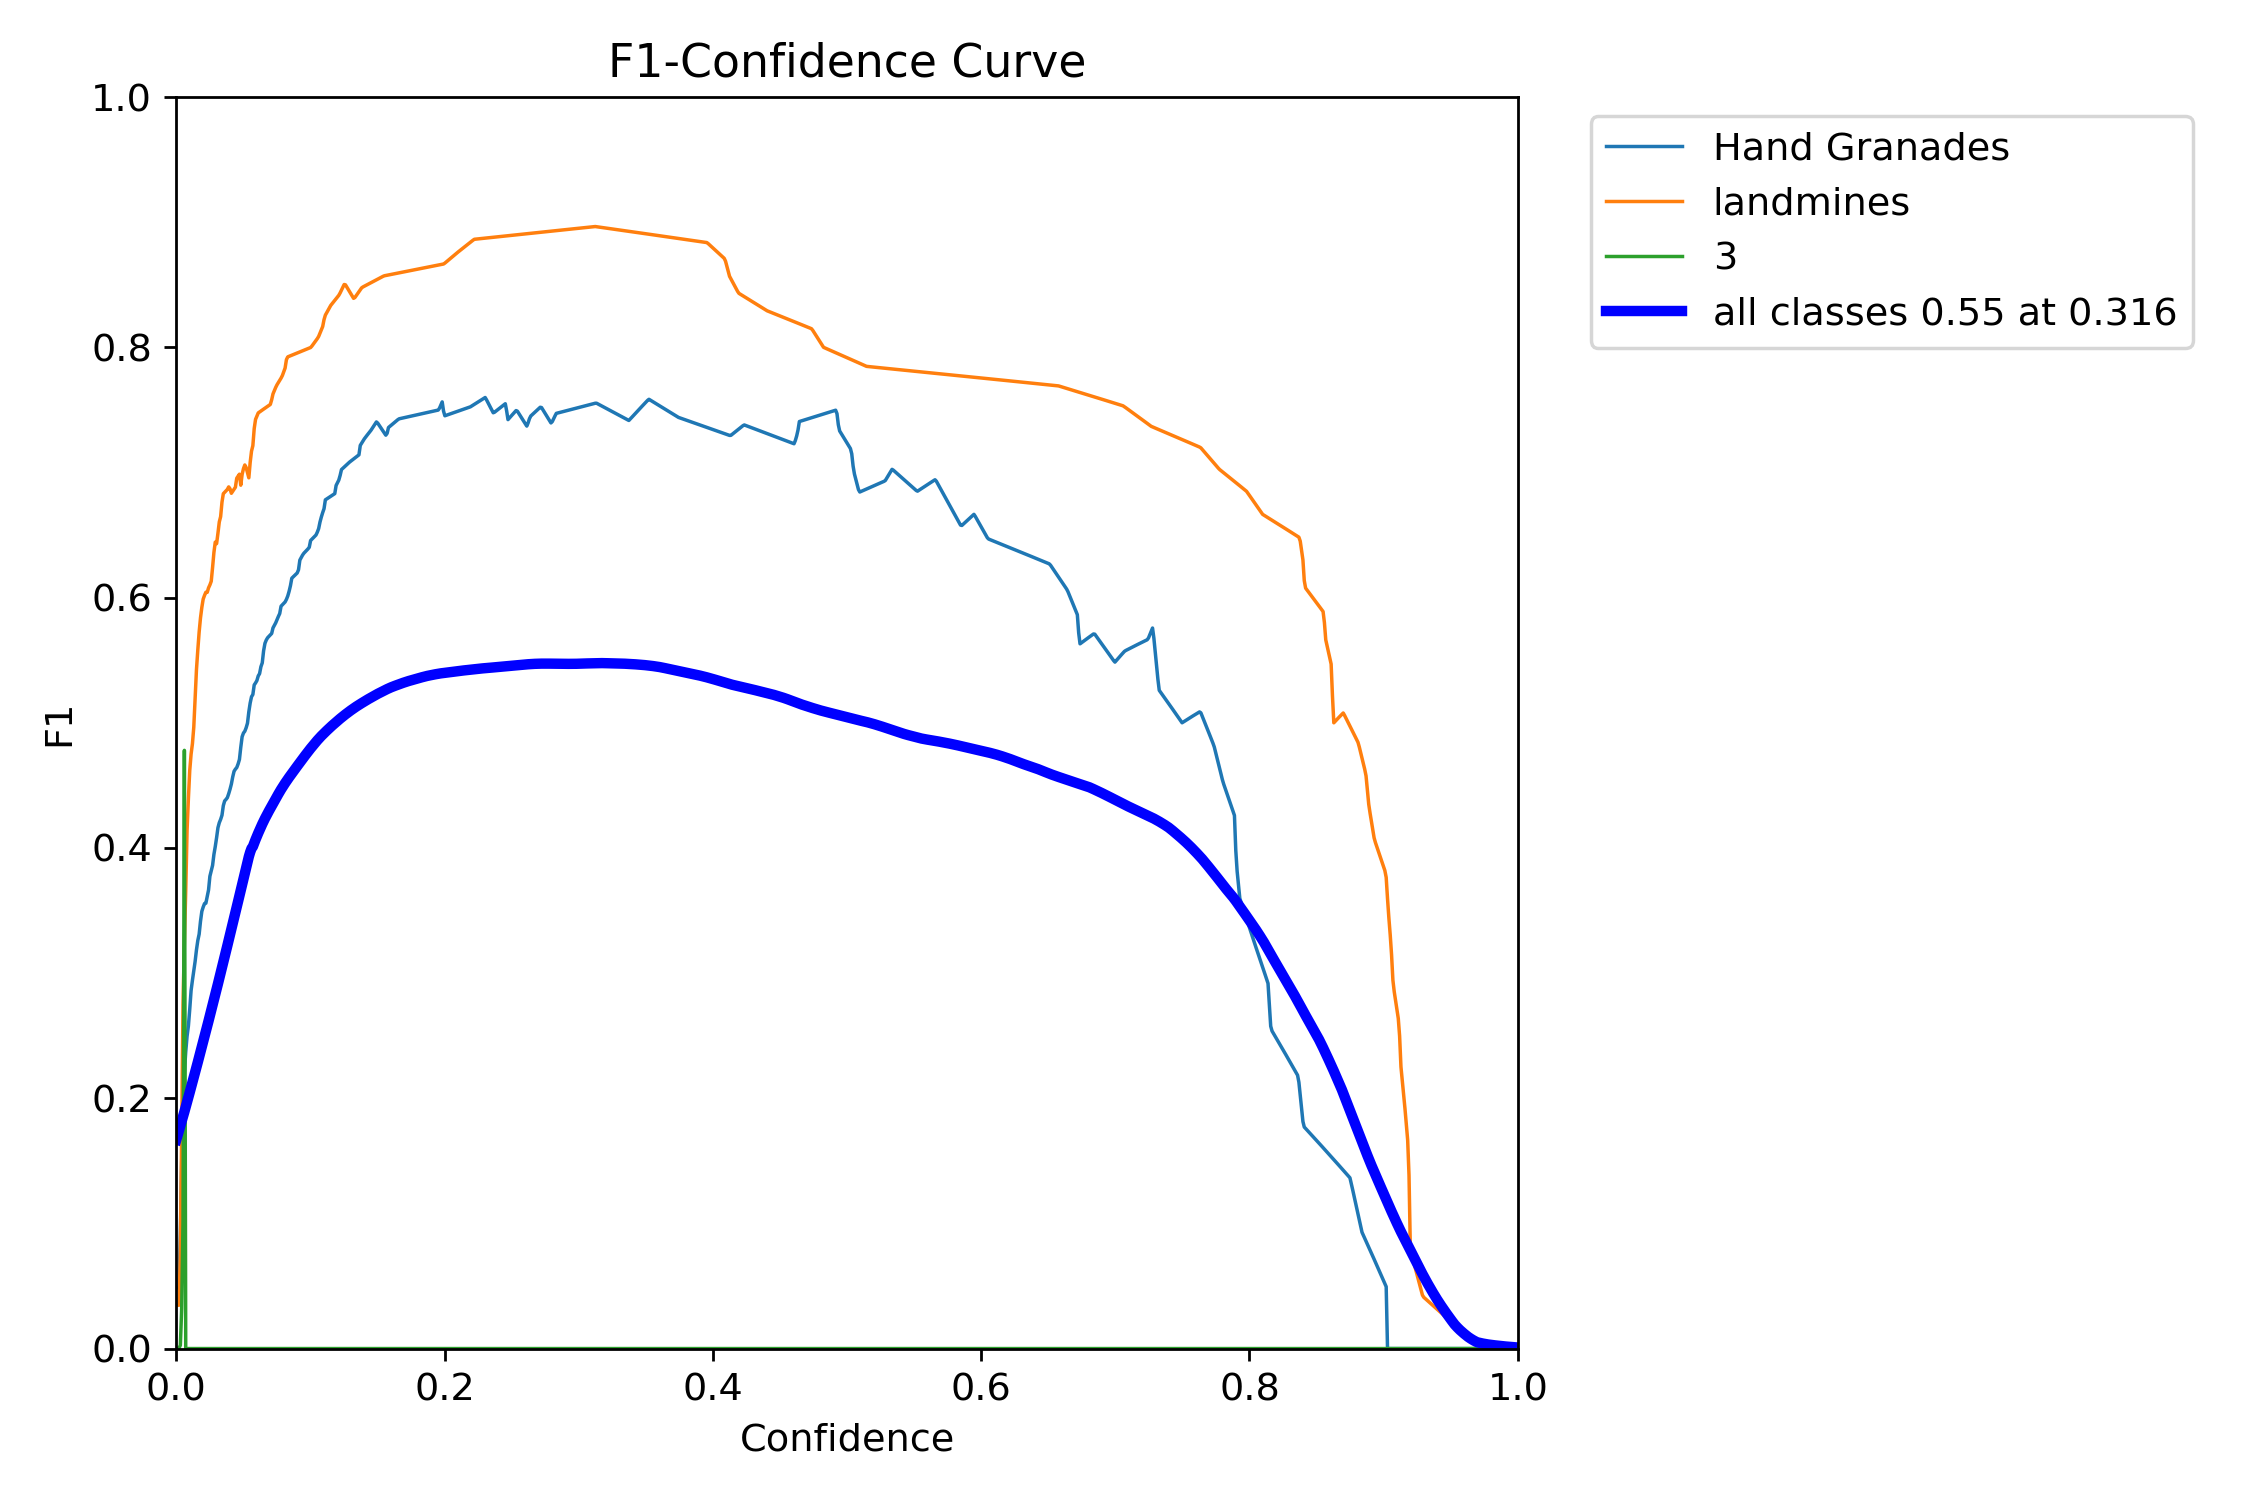 F1-Confidence Curve
1.0
0.8
0.6
0.4
0.2
0.0
F1
0.0 0.2 0.4 0.6 0.8 1.0
Confidence
Hand Granades
landmines
3
all classes 0.55 at 0.316